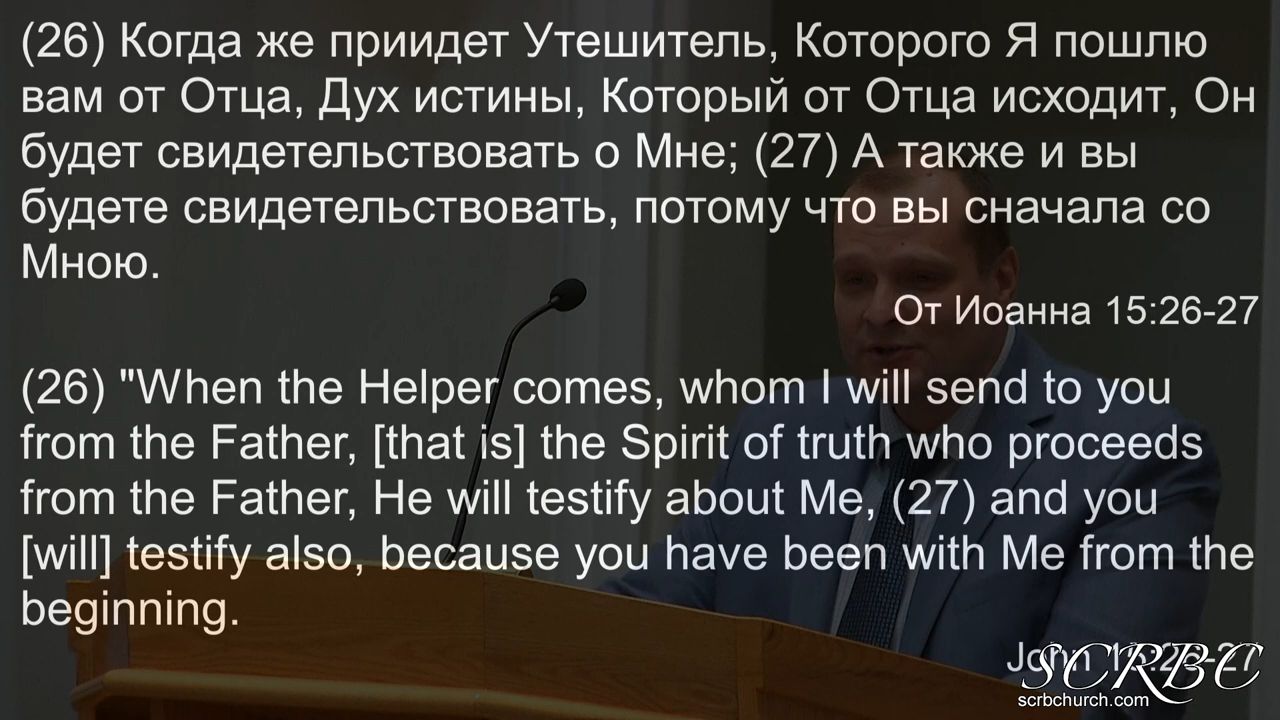 (26) Когда же приидет Утешитель, Которого Я пошлю
вам от Отца, Дух истины, Который от Отца исходит, Он
будет свидетельствовать о Мне; (27) А также и вы
будете свидетельствовать, потому что вы сначала со
Мною.
От Иоанна 15:26-27
(26) "When the Helper comes, whom I will send to you
from the Father, [that is] the Spirit of truth who proceeds
from the Father, He will testify about Me, (27) and you
[will] testify also, because you have been with Me from the
beginning.
John 15:26-27
SCRBC
scrbchurch.com